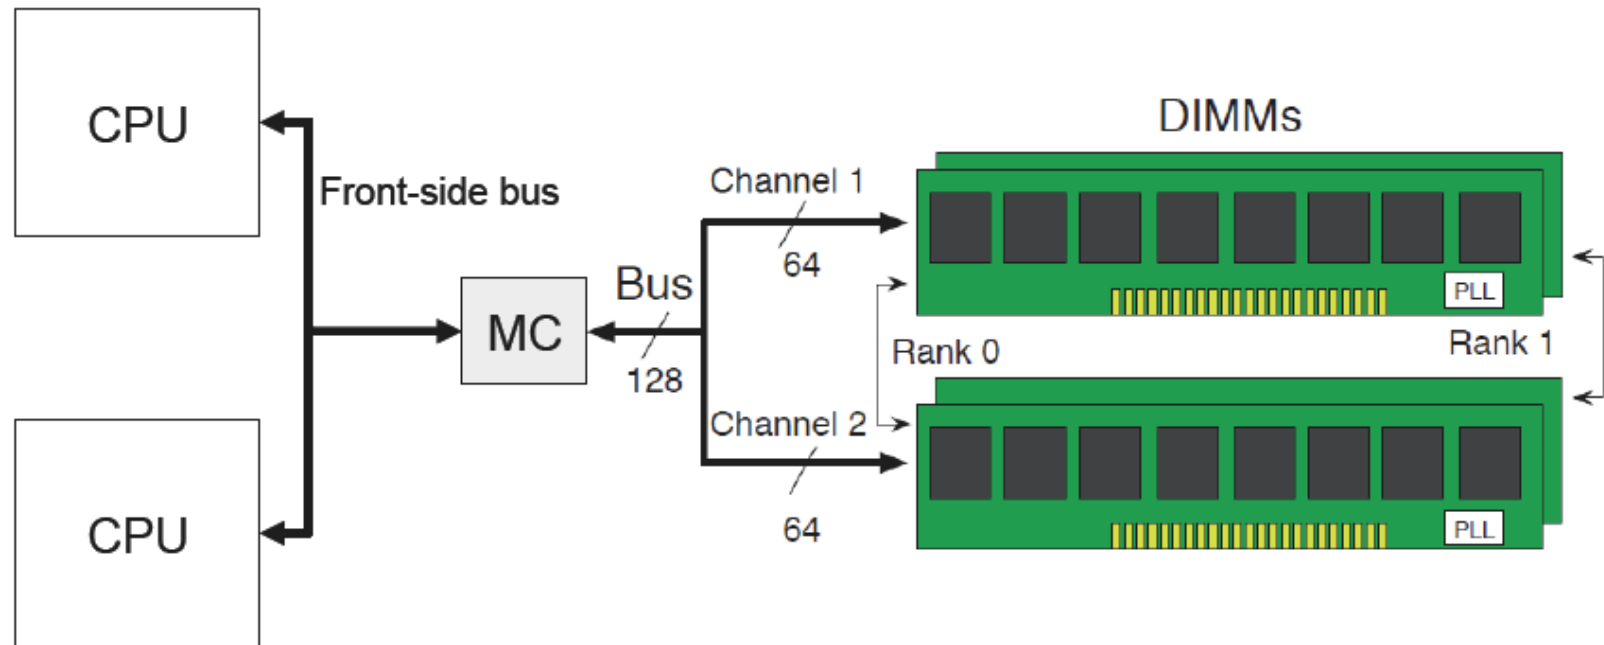 CPU
Front-side bus
CPU
MC
Bus
128
Channel 1
64
Channel 2
64
DIMMs
PLL
Rank 0
Rank 1
PLL